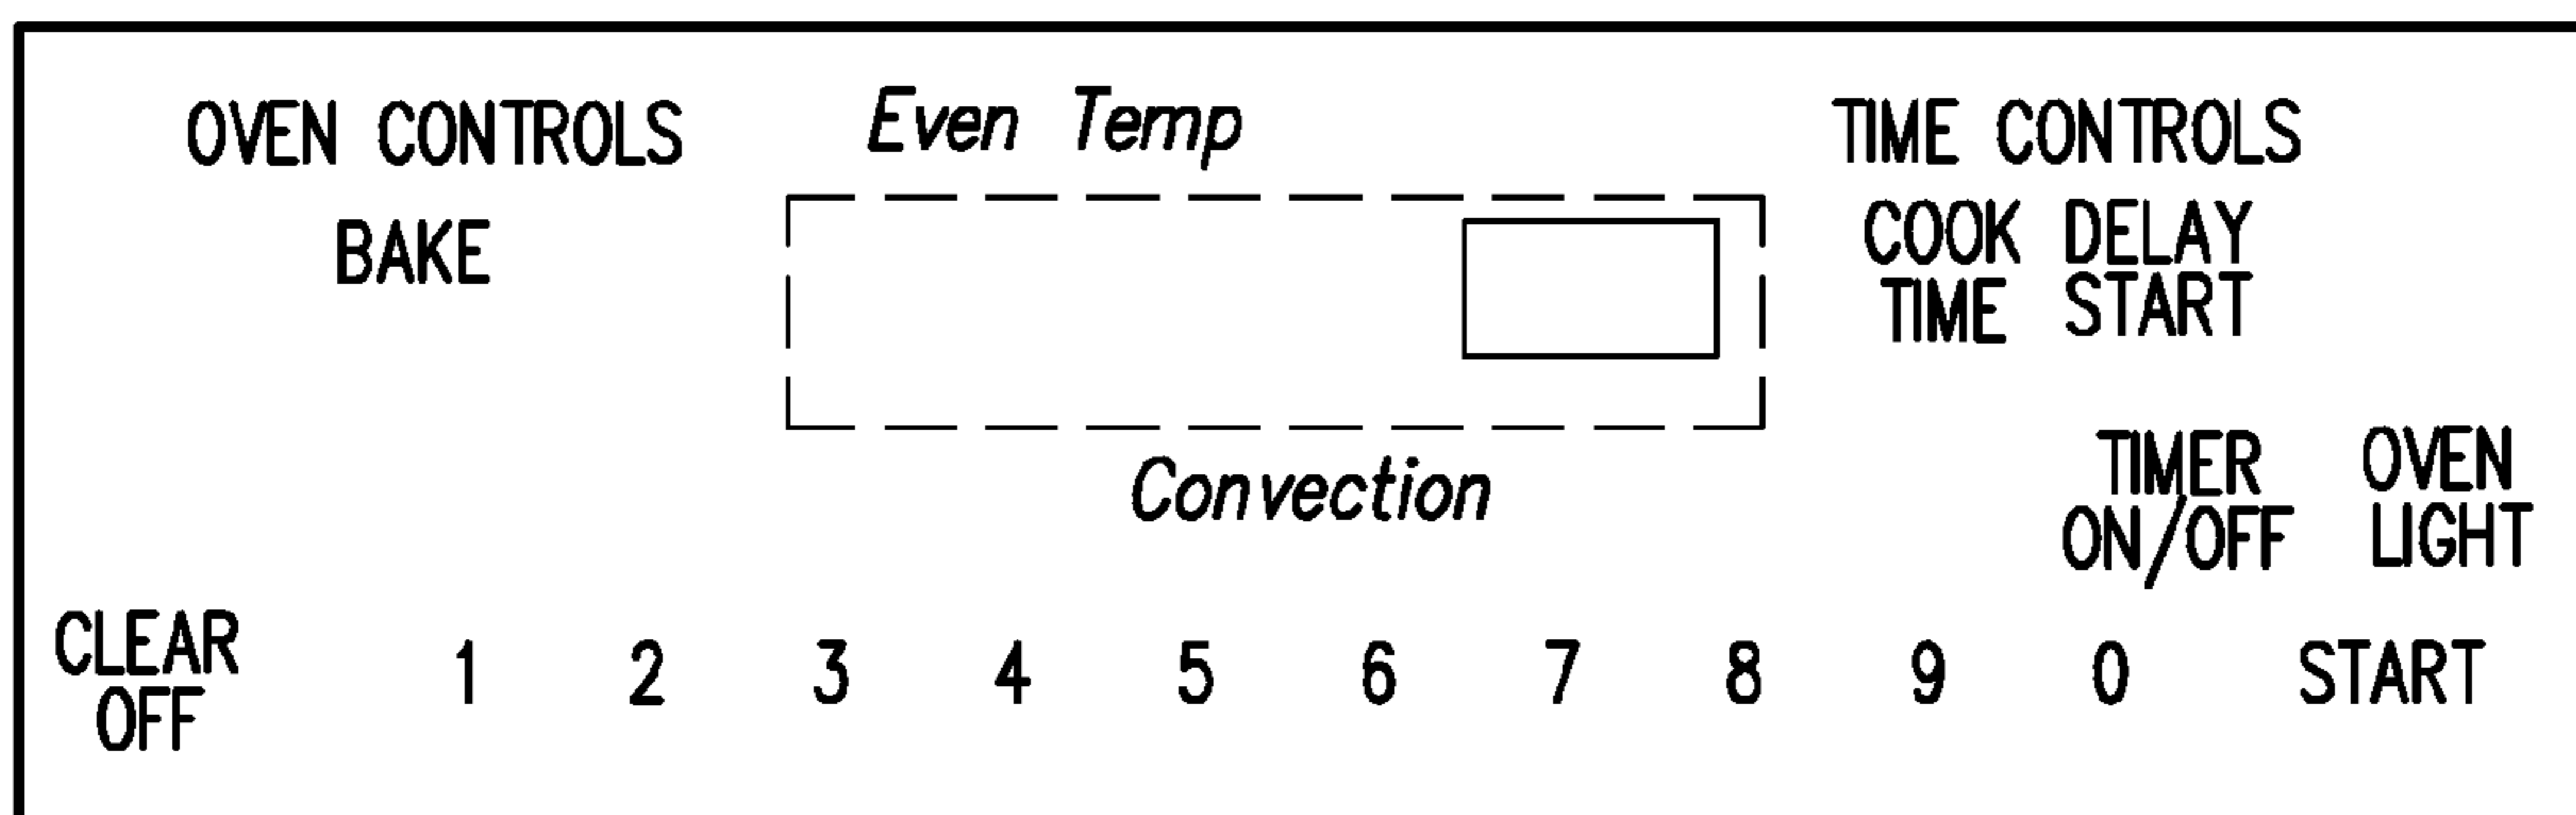 OVEN CONTROLS
Even Temp
TIME CONTROLS
BAKE
COOK
TIME
DELAY
START
Convection
TIMER
ON/OFF
OVEN
LIGHT
CLEAR
OFF
1 2 3 4 5 6 7 8 9 0 START